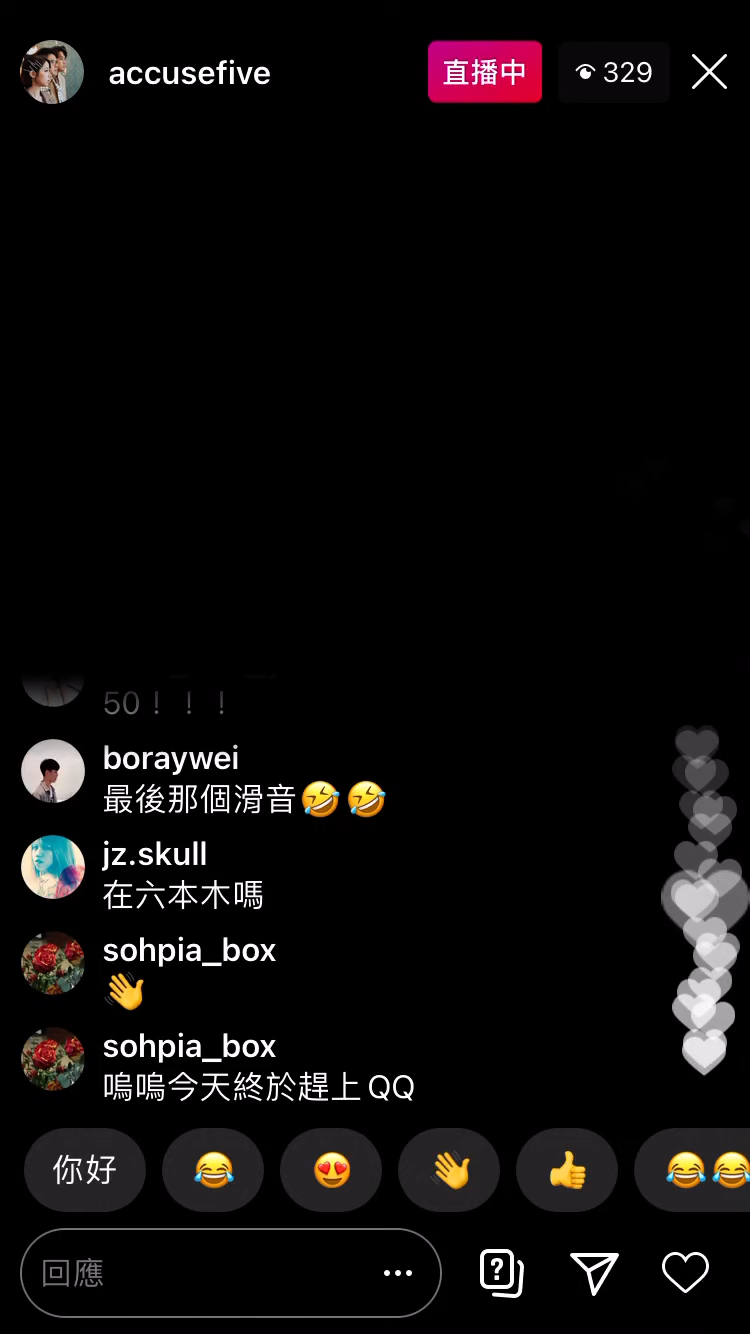 accusefive
直播中
329
50！！！
boraywei
最後那個滑音🤣🤣
jz.skull
在六本木嗎
sohpia_box
👋
sohpia_box
嗚嗚今天終於趕上QQ
你好 😂 😍 👋 👍 😂😂
回應